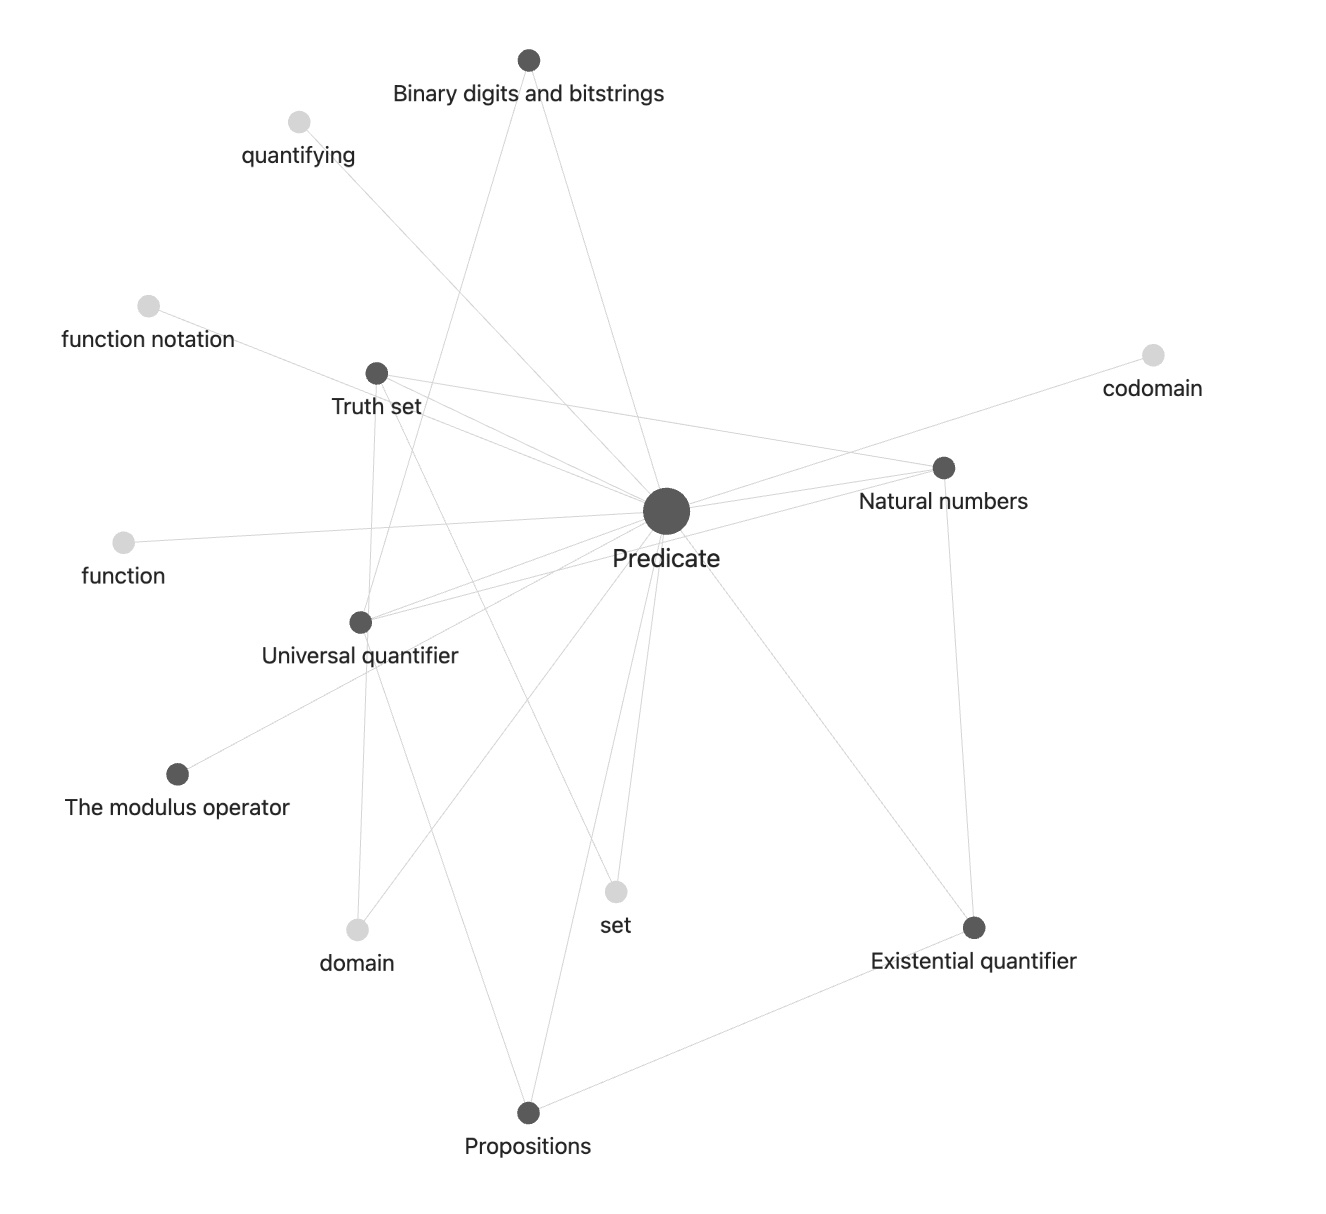 Binary digits and bitstrings
quantifying
function notation
codomain
Truth set
Natural numbers
Predicate
function
Universal quantifier
The modulus operator
set
domain
Existential quantifier
Propositions